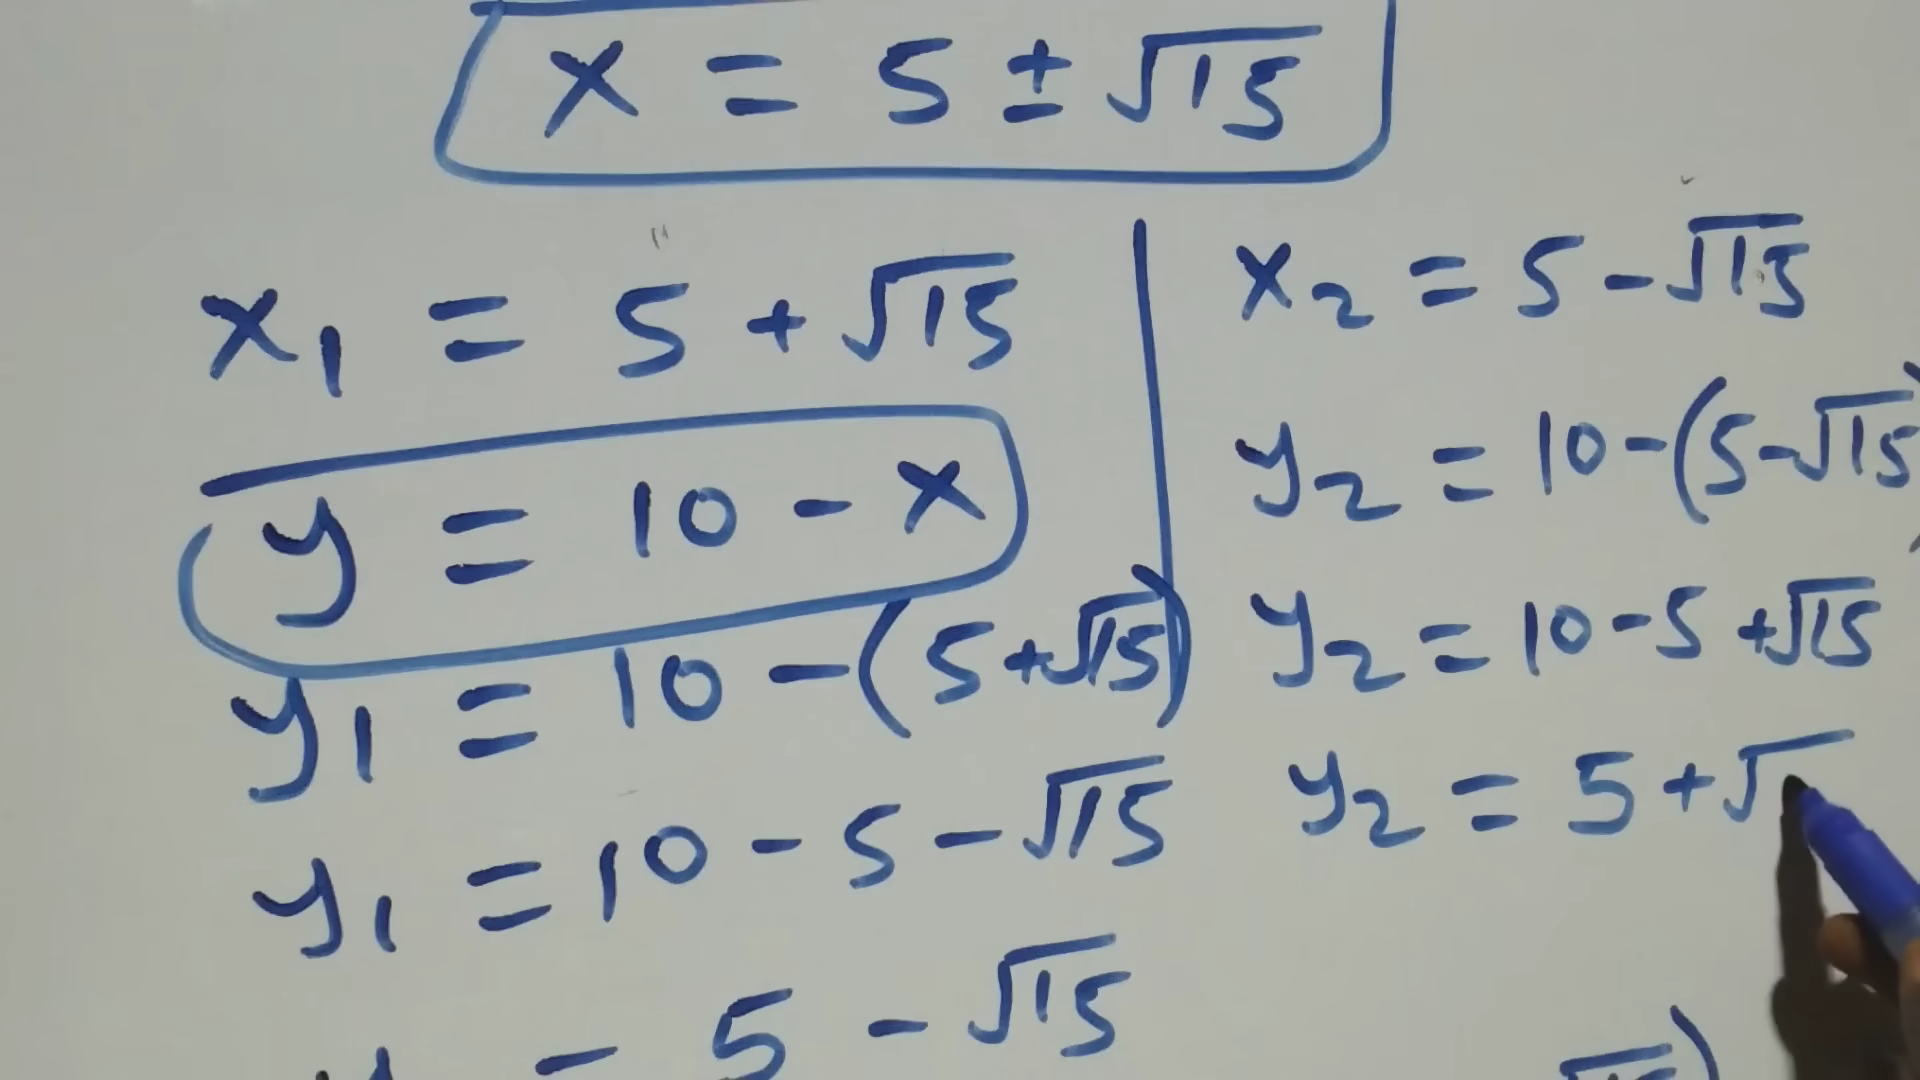 x = 5 ± √15
x₁ = 5 + √15
y = 10 - x
y₁ = 10 - (5 + √15)
y₁ = 10 - 5 - √15
5 - √15
x₂ = 5 - √15
y₂ = 10 - (5 - √15)
y₂ = 10 - 5 + √15
y₂ = 5 + √